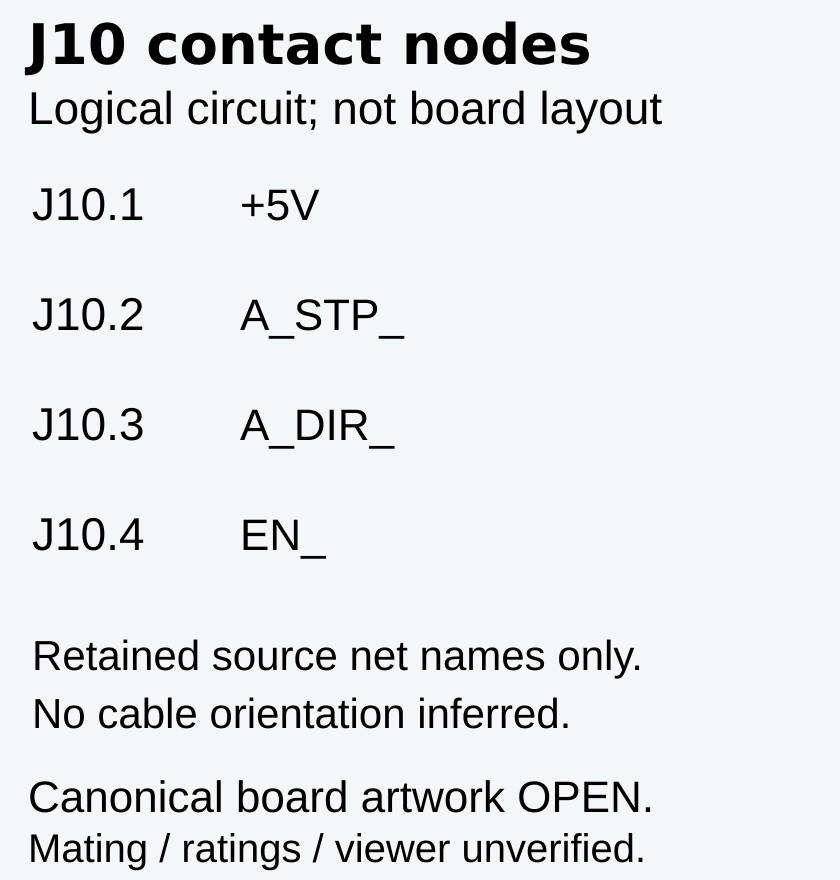 J10 contact nodes
Logical circuit; not board layout
J10.1 +5V
J10.2 A_STP_
J10.3 A_DIR_
J10.4 EN_
Retained source net names only.
No cable orientation inferred.
Canonical board artwork OPEN.
Mating / ratings / viewer unverified.